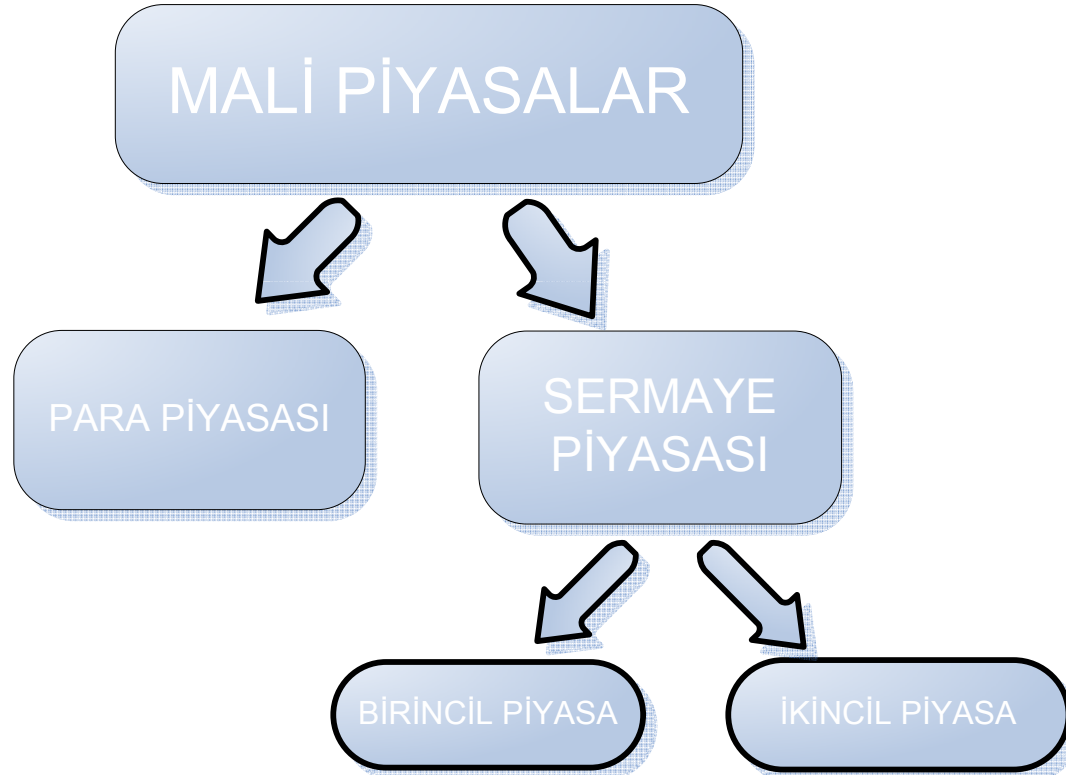 MALİ PİYASALAR
PARA PİYASASI
SERMAYE
PİYASASI
BİRİNCİL PİYASA
İKİNCİL PİYASA